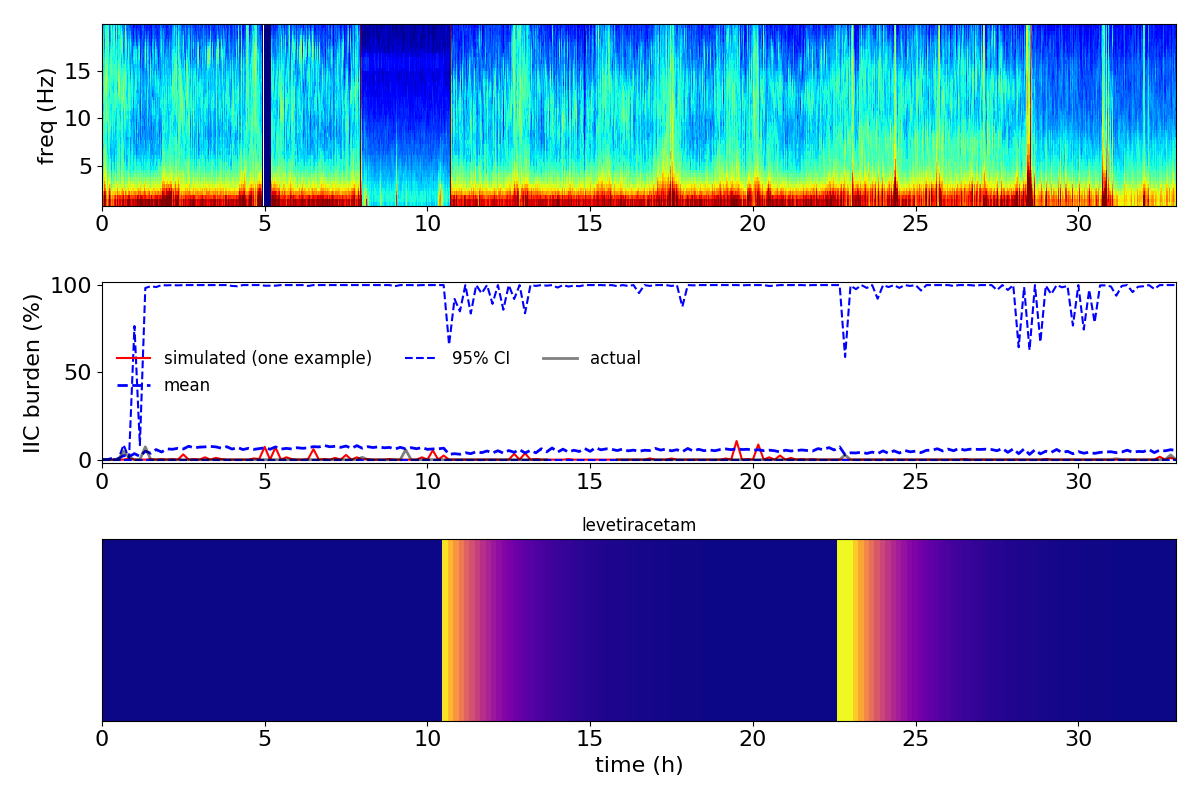 freq (Hz)
15
10
5
0 5 10 15 20 25 30
IIC burden (%)
100
50
0
simulated (one example) 95% CI actual
mean
0 5 10 15 20 25 30
levetiracetam
0 5 10 15 20 25 30
time (h)